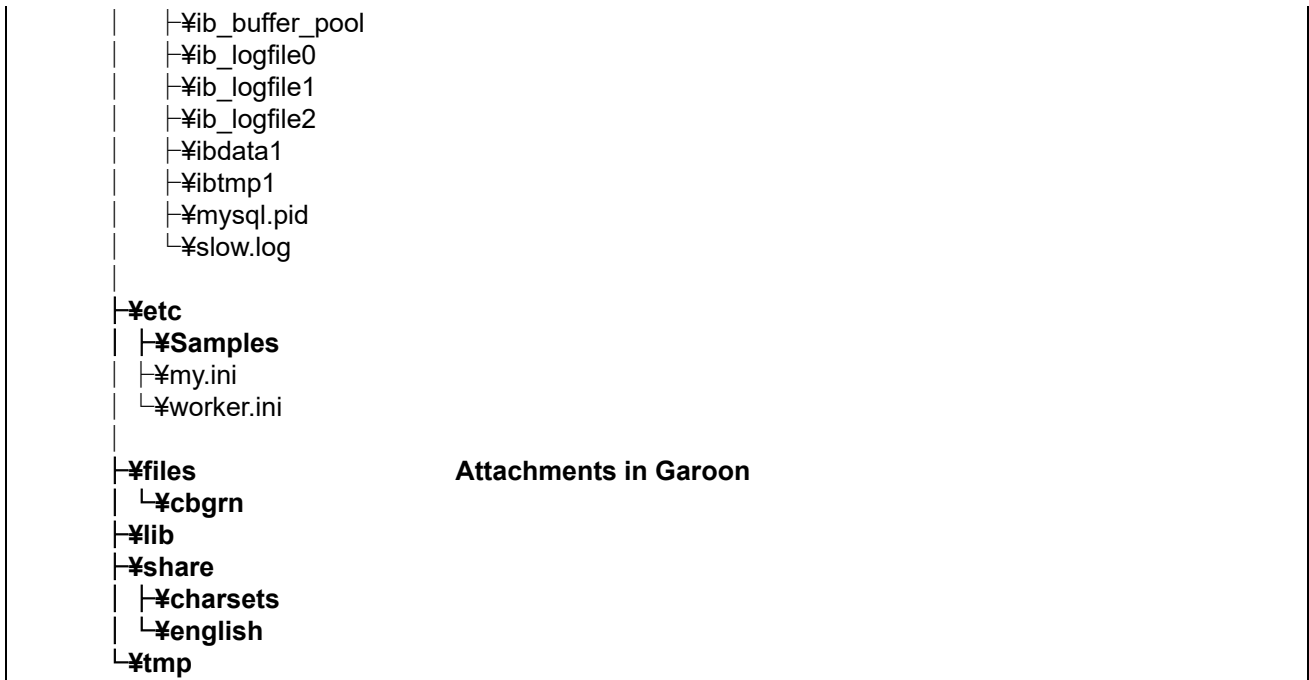 │ ├¥ib_buffer_pool
│ ├¥ib_logfile0
│ ├¥ib_logfile1
│ ├¥ib_logfile2
│ ├¥ibdata1
│ ├¥ibtmp1
│ ├¥mysql.pid
│ └¥slow.log
│
├¥etc
│ ├¥Samples
│ ├¥my.ini
│ └¥worker.ini
│
├¥files Attachments in Garoon
│ └¥cbgrn
├¥lib
├¥share
│ ├¥charsets
│ └¥english
└¥tmp